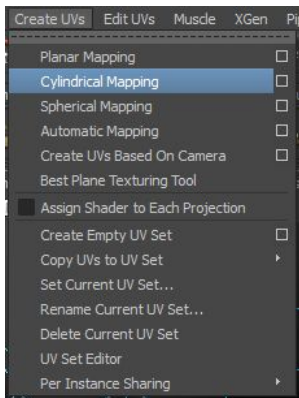 Create UVs Edit UVs Muscle XGen
Planar Mapping
Cylindrical Mapping
Spherical Mapping
Automatic Mapping
Create UVs Based On Camera
Best Plane Texturing Tool
Assign Shader to Each Projection
Create Empty UV Set
Copy UVs to UV Set
Set Current UV Set...
Rename Current UV Set...
Delete Current UV Set
UV Set Editor
Per Instance Sharing